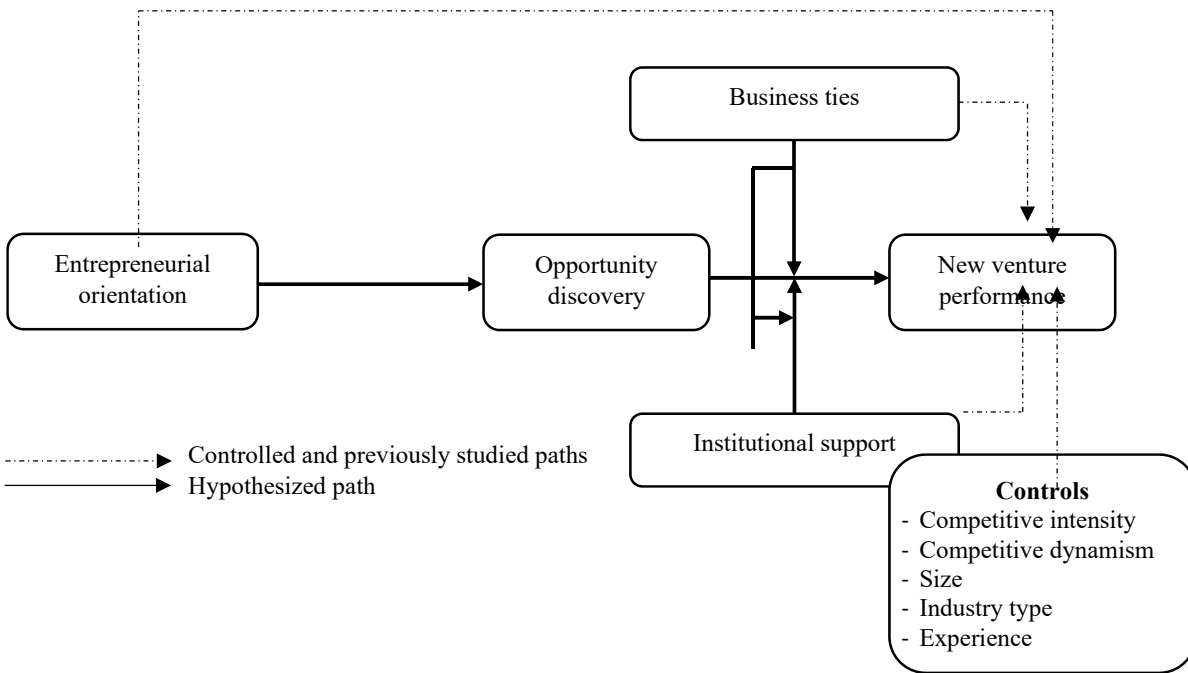 Business ties
Entrepreneurial
orientation
Opportunity
discovery
New venture
performance
Institutional support
Controlled and previously studied paths
Hypothesized path
Controls
- Competitive intensity
- Competitive dynamism
- Size
- Industry type
- Experience